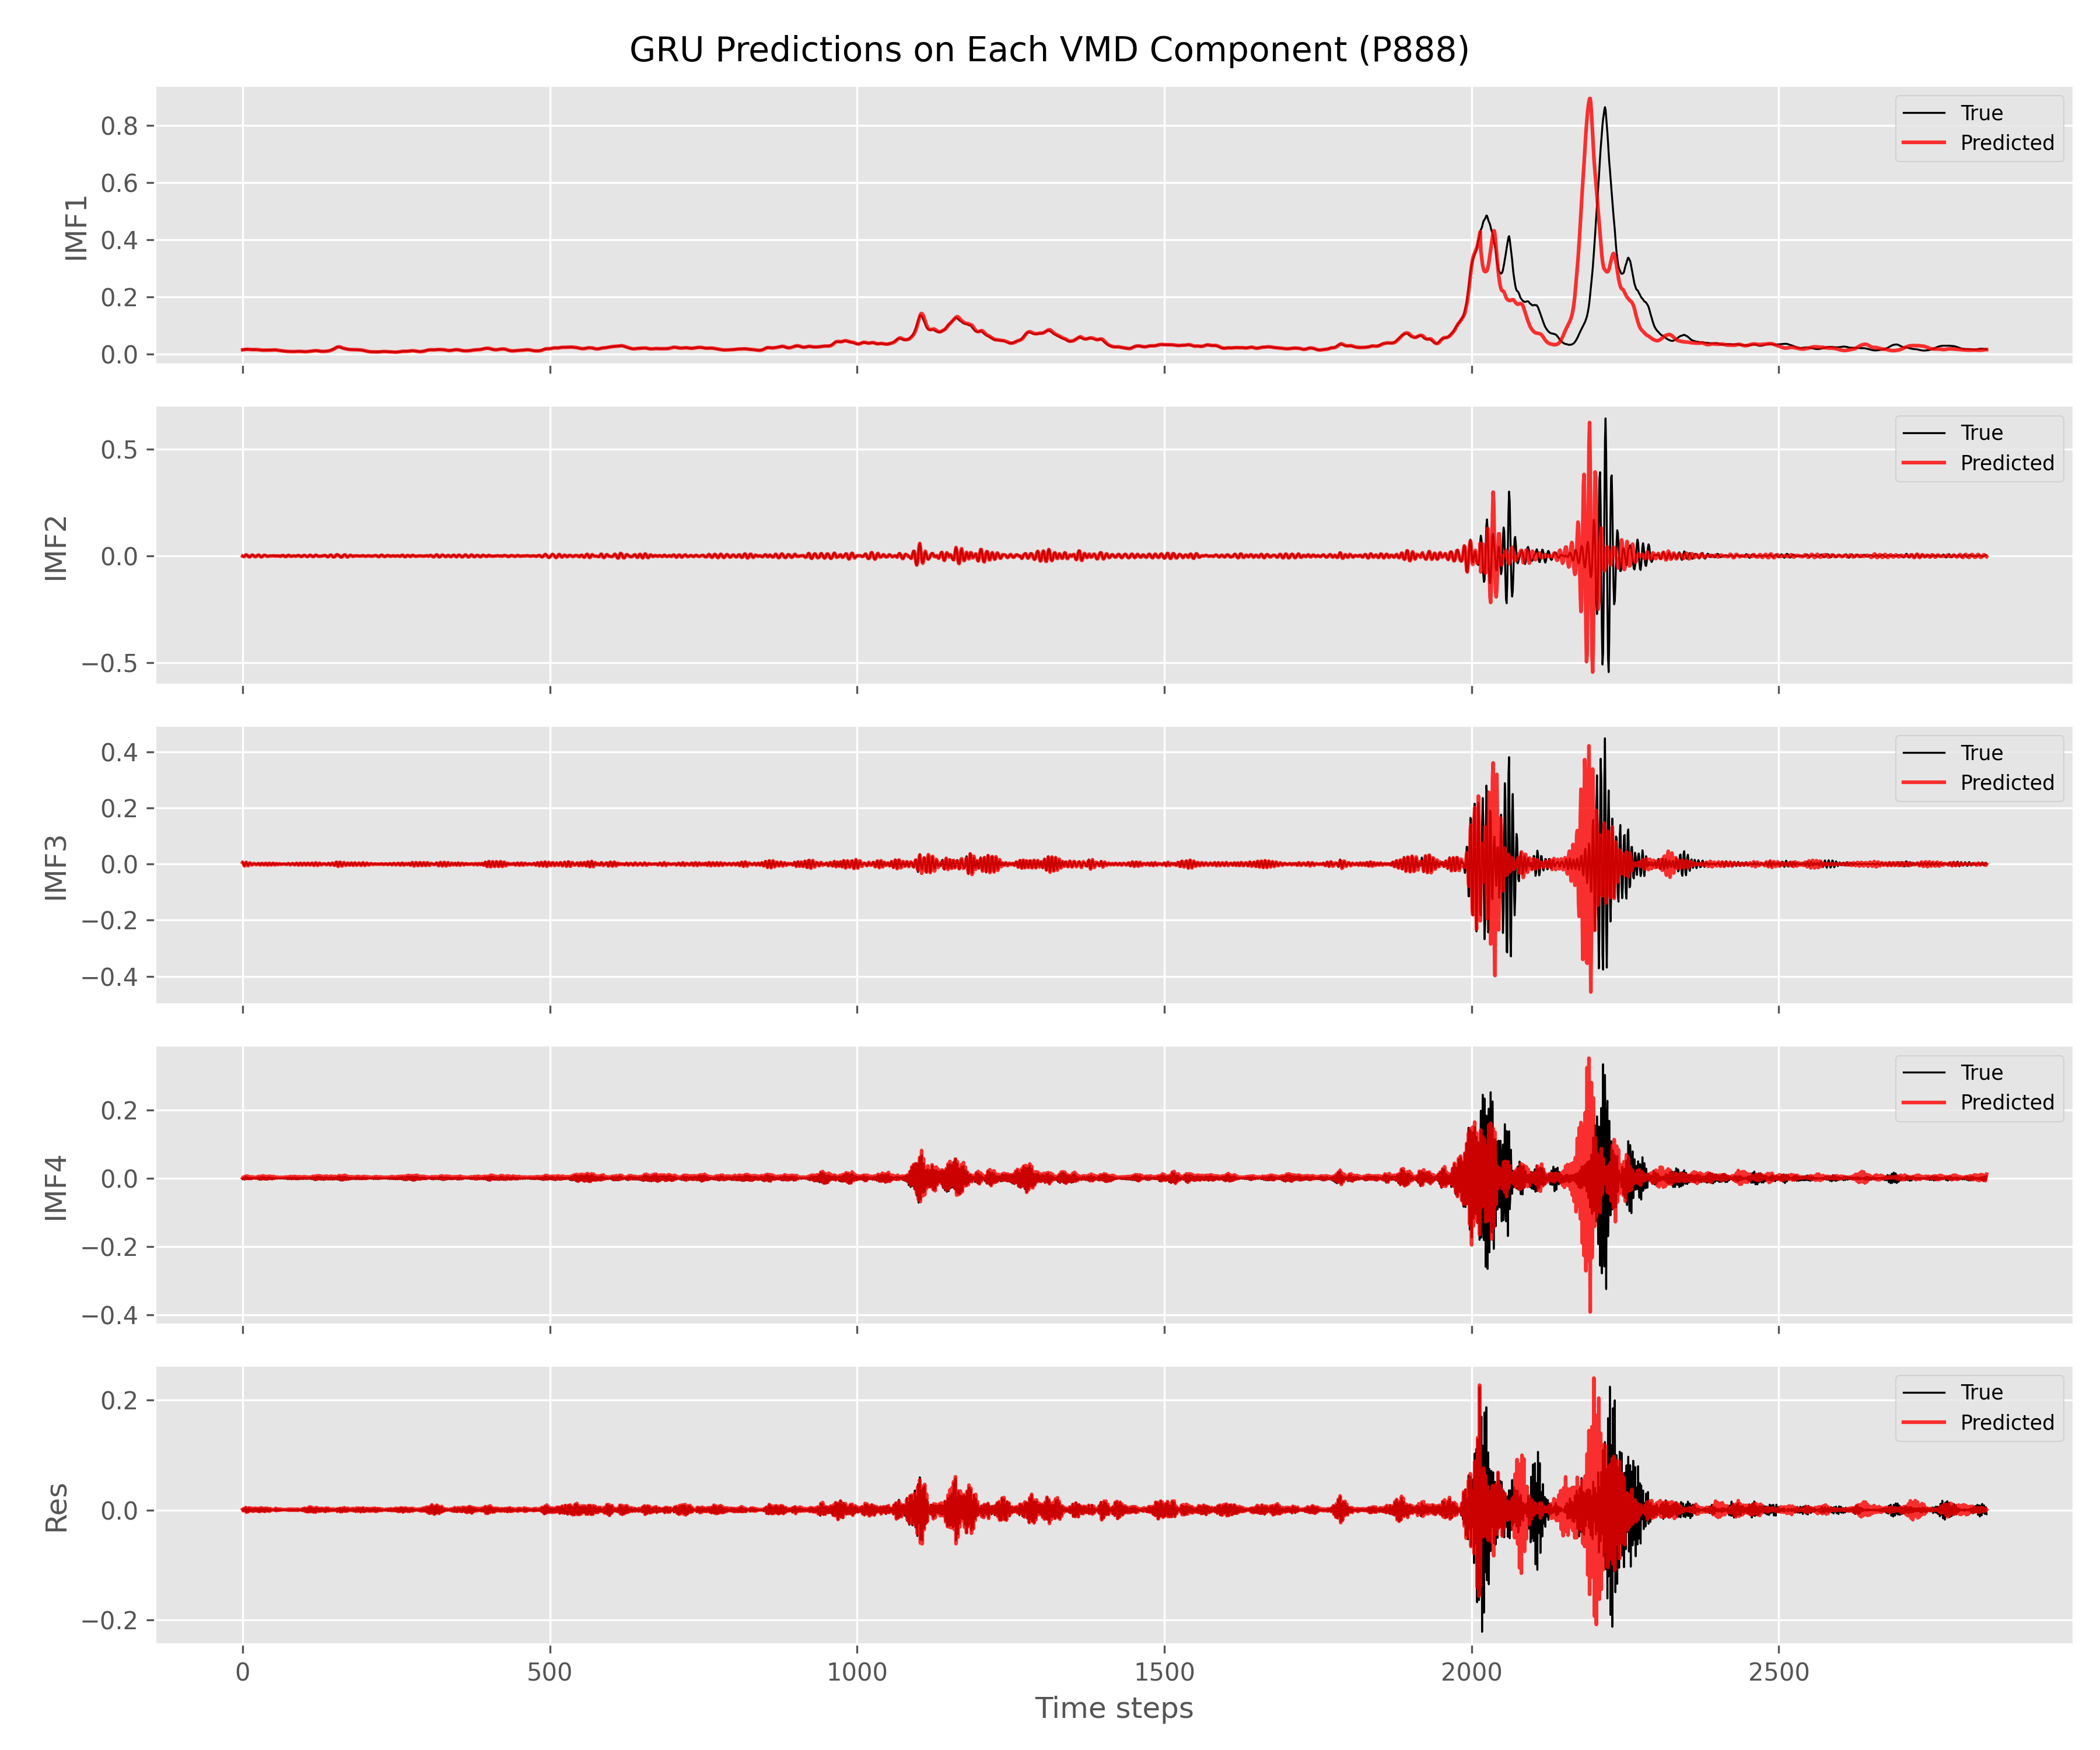 GRU Predictions on Each VMD Component (P888)
IMF1
0.8
0.6
0.4
0.2
0.0
True
Predicted
IMF2
0.5
0.0
−0.5
True
Predicted
IMF3
0.4
0.2
0.0
−0.2
−0.4
True
Predicted
IMF4
0.2
0.0
−0.2
−0.4
True
Predicted
Res
0.2
0.0
−0.2
True
Predicted
0 500 1000 1500 2000 2500
Time steps